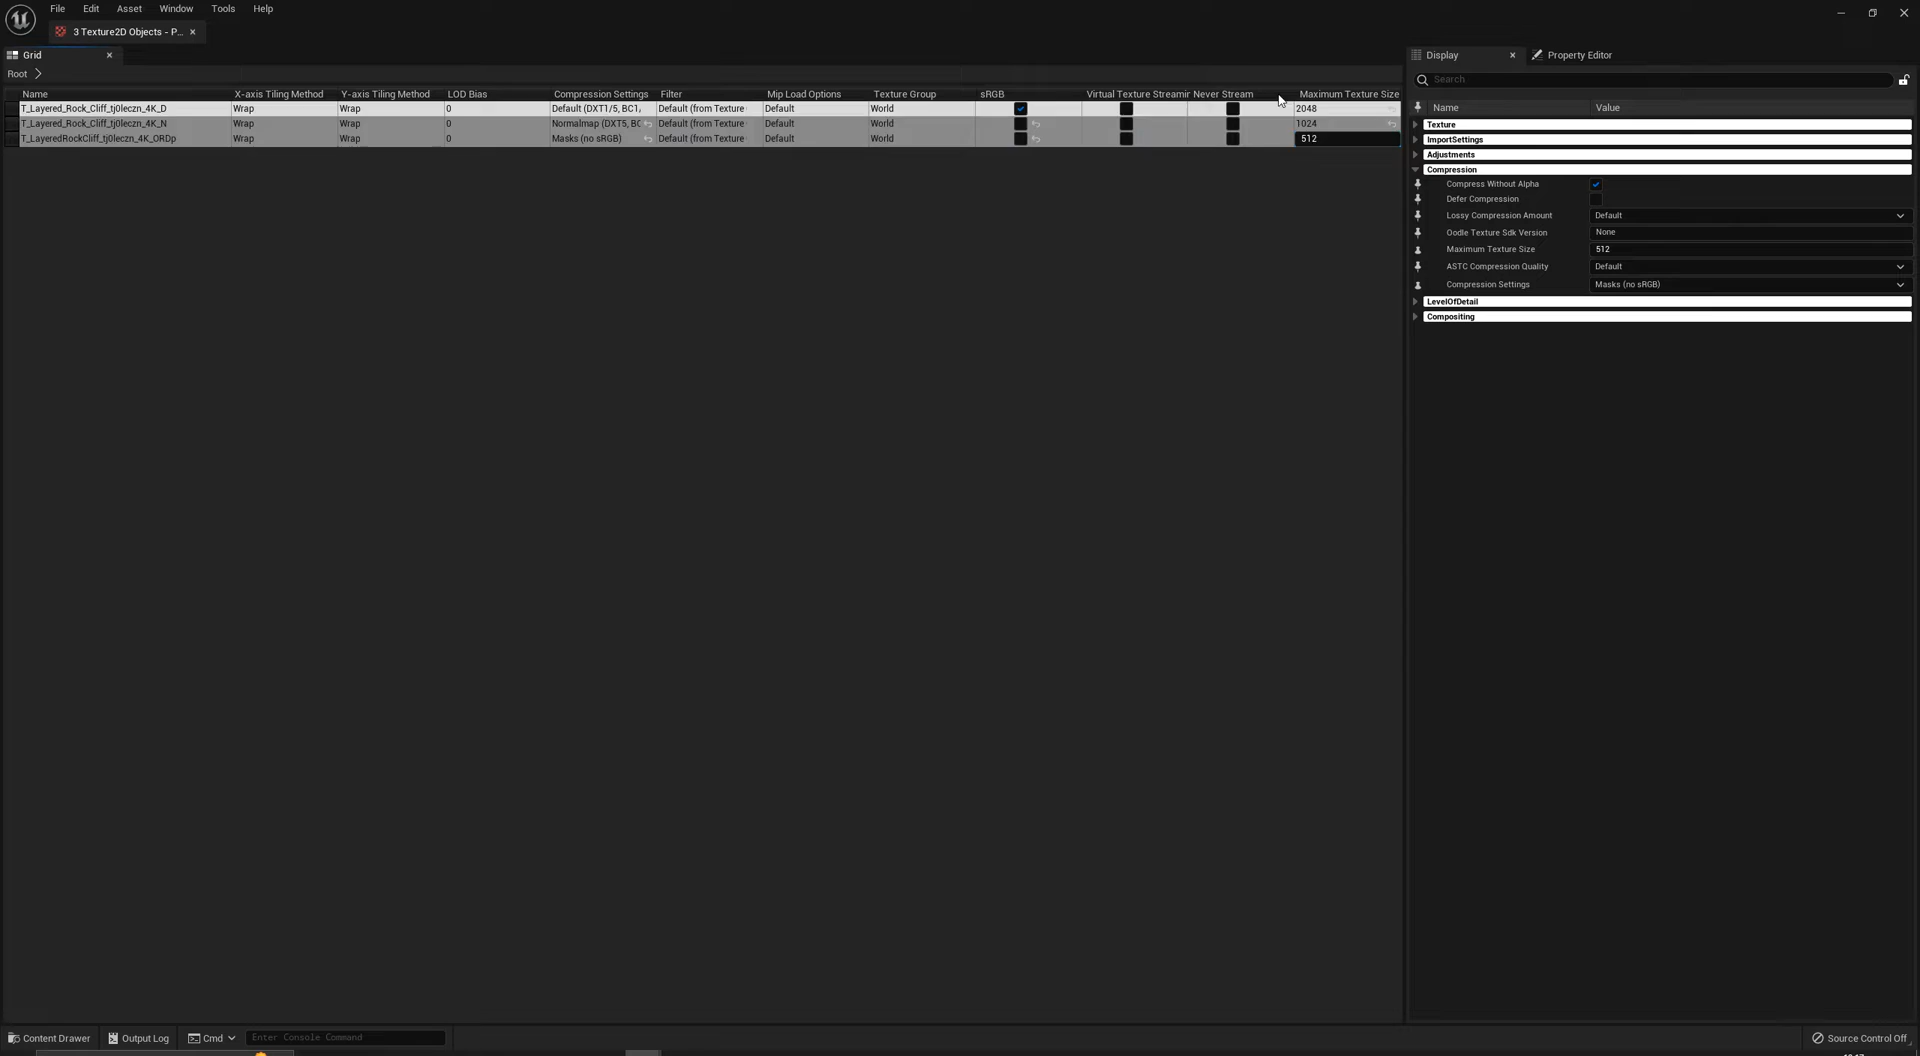 File Edit Asset Window Tools Help
3 Texture2D Objects - P...
Grid
Display Property Editor
Root
Search
Name X-axis Tiling Method Y-axis Tiling Method LOD Bias Compression Settings Filter Mip Load Options Texture Group sRGB Virtual Texture Streamin Never Stream Maximum Texture Size
T_Layered_Rock_Cliff_tj0leczn_4K_D Wrap Wrap 0 Default (DXT1/5, BC1, Default (from Texture Default World 2048
T_Layered_Rock_Cliff_tj0leczn_4K_N Wrap Wrap 0 Normalmap (DXT5, BC Default (from Texture Default World 1024
T_LayeredRockCliff_tj0leczn_4K_ORDp Wrap Wrap 0 Masks (no sRGB) Default (from Texture Default World 512
Name Value
Texture
ImportSettings
Adjustments
Compression
Compress Without Alpha
Defer Compression
Lossy Compression Amount Default
Oodle Texture Sdk Version None
Maximum Texture Size 512
ASTC Compression Quality Default
Compression Settings Masks (no sRGB)
LevelOfDetail
Compositing
Content Drawer Output Log Cmd Enter Console Command Source Control Off